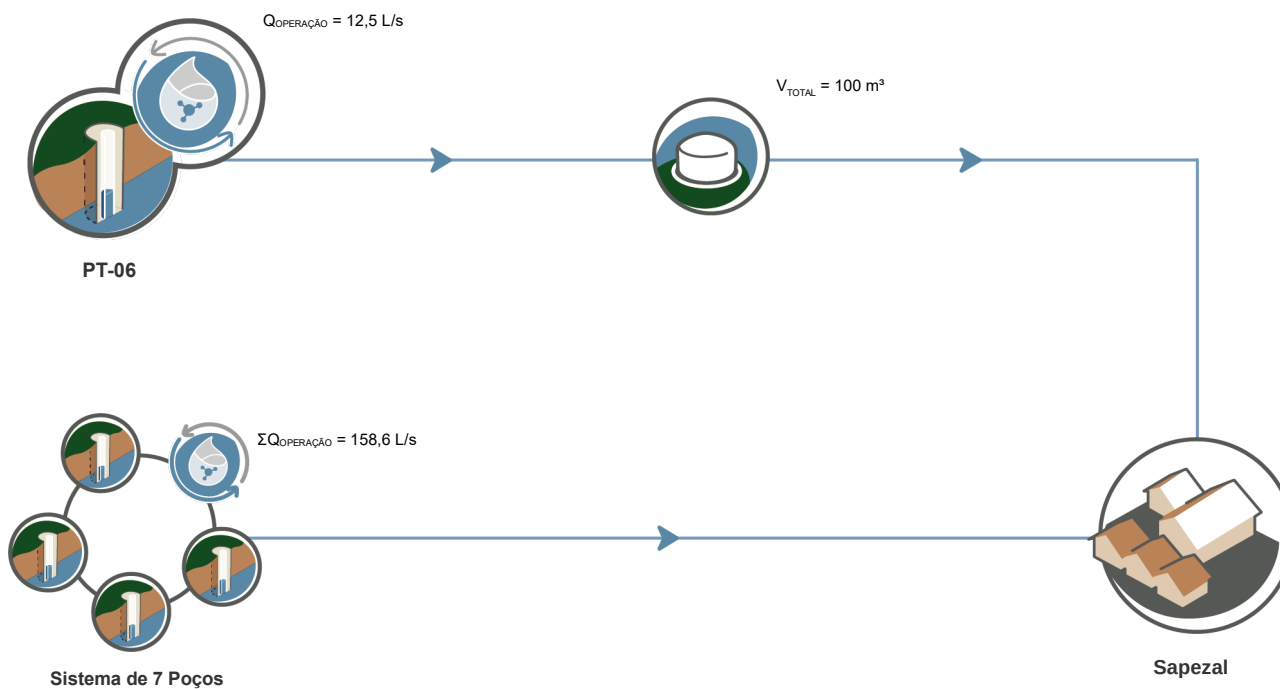 QOPERAÇÃO = 12,5 L/s
VTOTAL = 100 m³
PT-06
ΣQOPERAÇÃO = 158,6 L/s
Sistema de 7 Poços
Sapezal